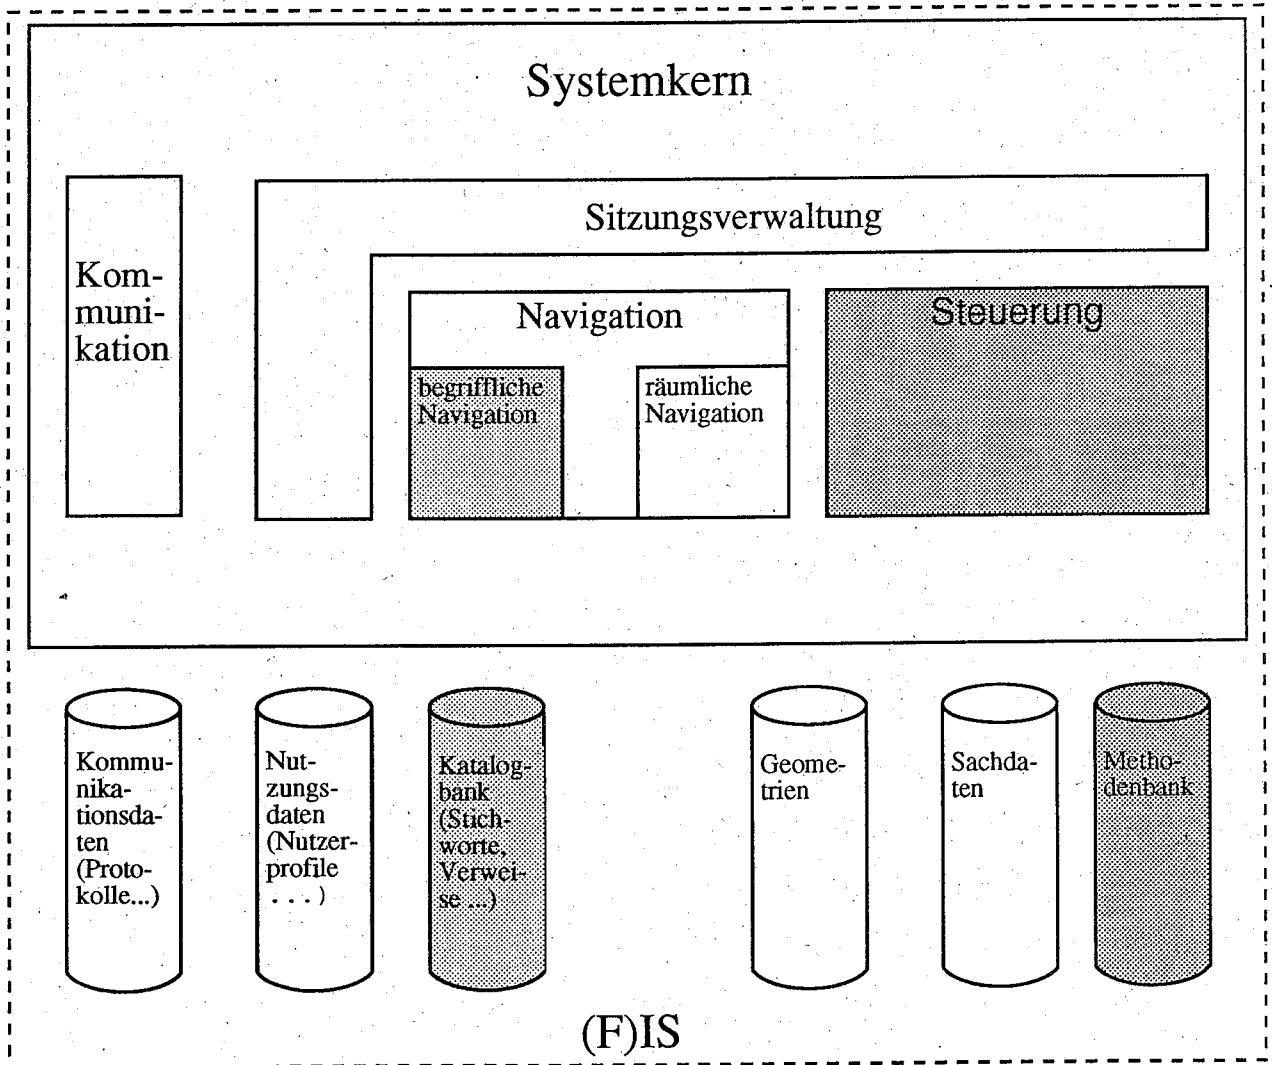 Systemkern
Kom-
muni-
kation
Sitzungsverwaltung
Navigation
begriffliche
Navigation
räumliche
Navigation
Steuerung
Kommu-
nika-
tionsda-
ten
(Proto-
kolle...)
Nut-
zungs-
daten
(Nutzer-
profile
. . . )
Katalog-
bank
(Stich-
worte,
Verwei-
se ...)
Geome-
trien
Sachda-
ten
Metho-
denbank
(F)IS